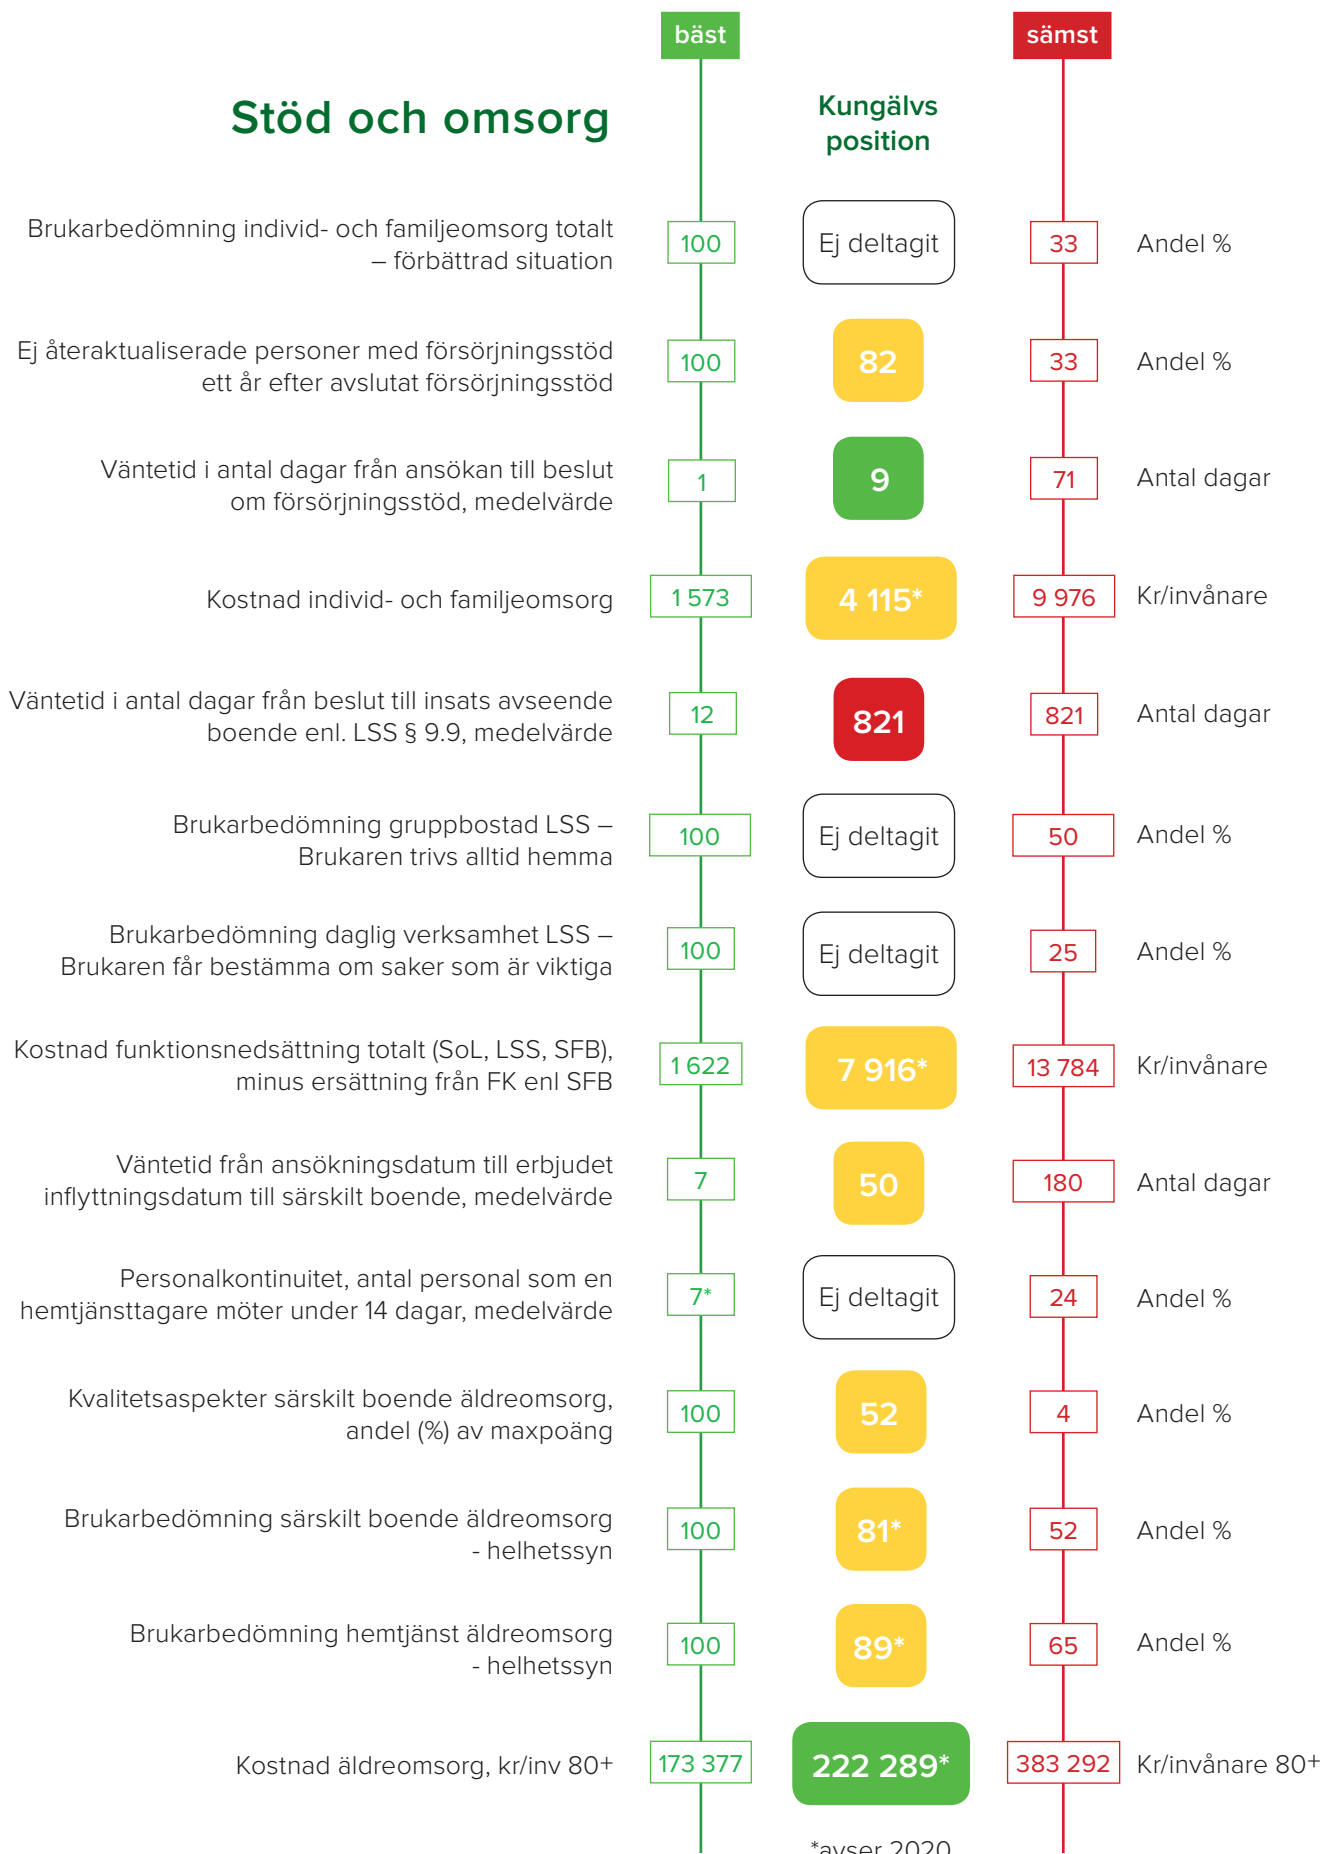 bäst
sämst
Stöd och omsorg
Kungälvs
position
Brukarbedömning individ- och familjeomsorg totalt
– förbättrad situation
100
Ej deltagit
33
Andel %
Ej återaktualiserade personer med försörjningsstöd
ett år efter avslutat försörjningsstöd
100
82
33
Andel %
Väntetid i antal dagar från ansökan till beslut
om försörjningsstöd, medelvärde
1
9
71
Antal dagar
Kostnad individ- och familjeomsorg
1 573
4 115*
9 976
Kr/invånare
Väntetid i antal dagar från beslut till insats avseende
boende enl. LSS § 9.9, medelvärde
12
821
821
Antal dagar
Brukarbedömning gruppbostad LSS –
Brukaren trivs alltid hemma
100
Ej deltagit
50
Andel %
Brukarbedömning daglig verksamhet LSS –
Brukaren får bestämma om saker som är viktiga
100
Ej deltagit
25
Andel %
Kostnad funktionsnedsättning totalt (SoL, LSS, SFB),
minus ersättning från FK enl SFB
1 622
7 916*
13 784
Kr/invånare
Väntetid från ansökningsdatum till erbjudet
inflyttningsdatum till särskilt boende, medelvärde
7
50
180
Antal dagar
Personalkontinuitet, antal personal som en
hemtjänsttagare möter under 14 dagar, medelvärde
7*
Ej deltagit
24
Andel %
Kvalitetsaspekter särskilt boende äldreomsorg,
andel (%) av maxpoäng
100
52
4
Andel %
Brukarbedömning särskilt boende äldreomsorg
- helhetssyn
100
81*
52
Andel %
Brukarbedömning hemtjänst äldreomsorg
- helhetssyn
100
89*
65
Andel %
Kostnad äldreomsorg, kr/inv 80+
173 377
222 289*
383 292
Kr/invånare 80+
*avser 2020